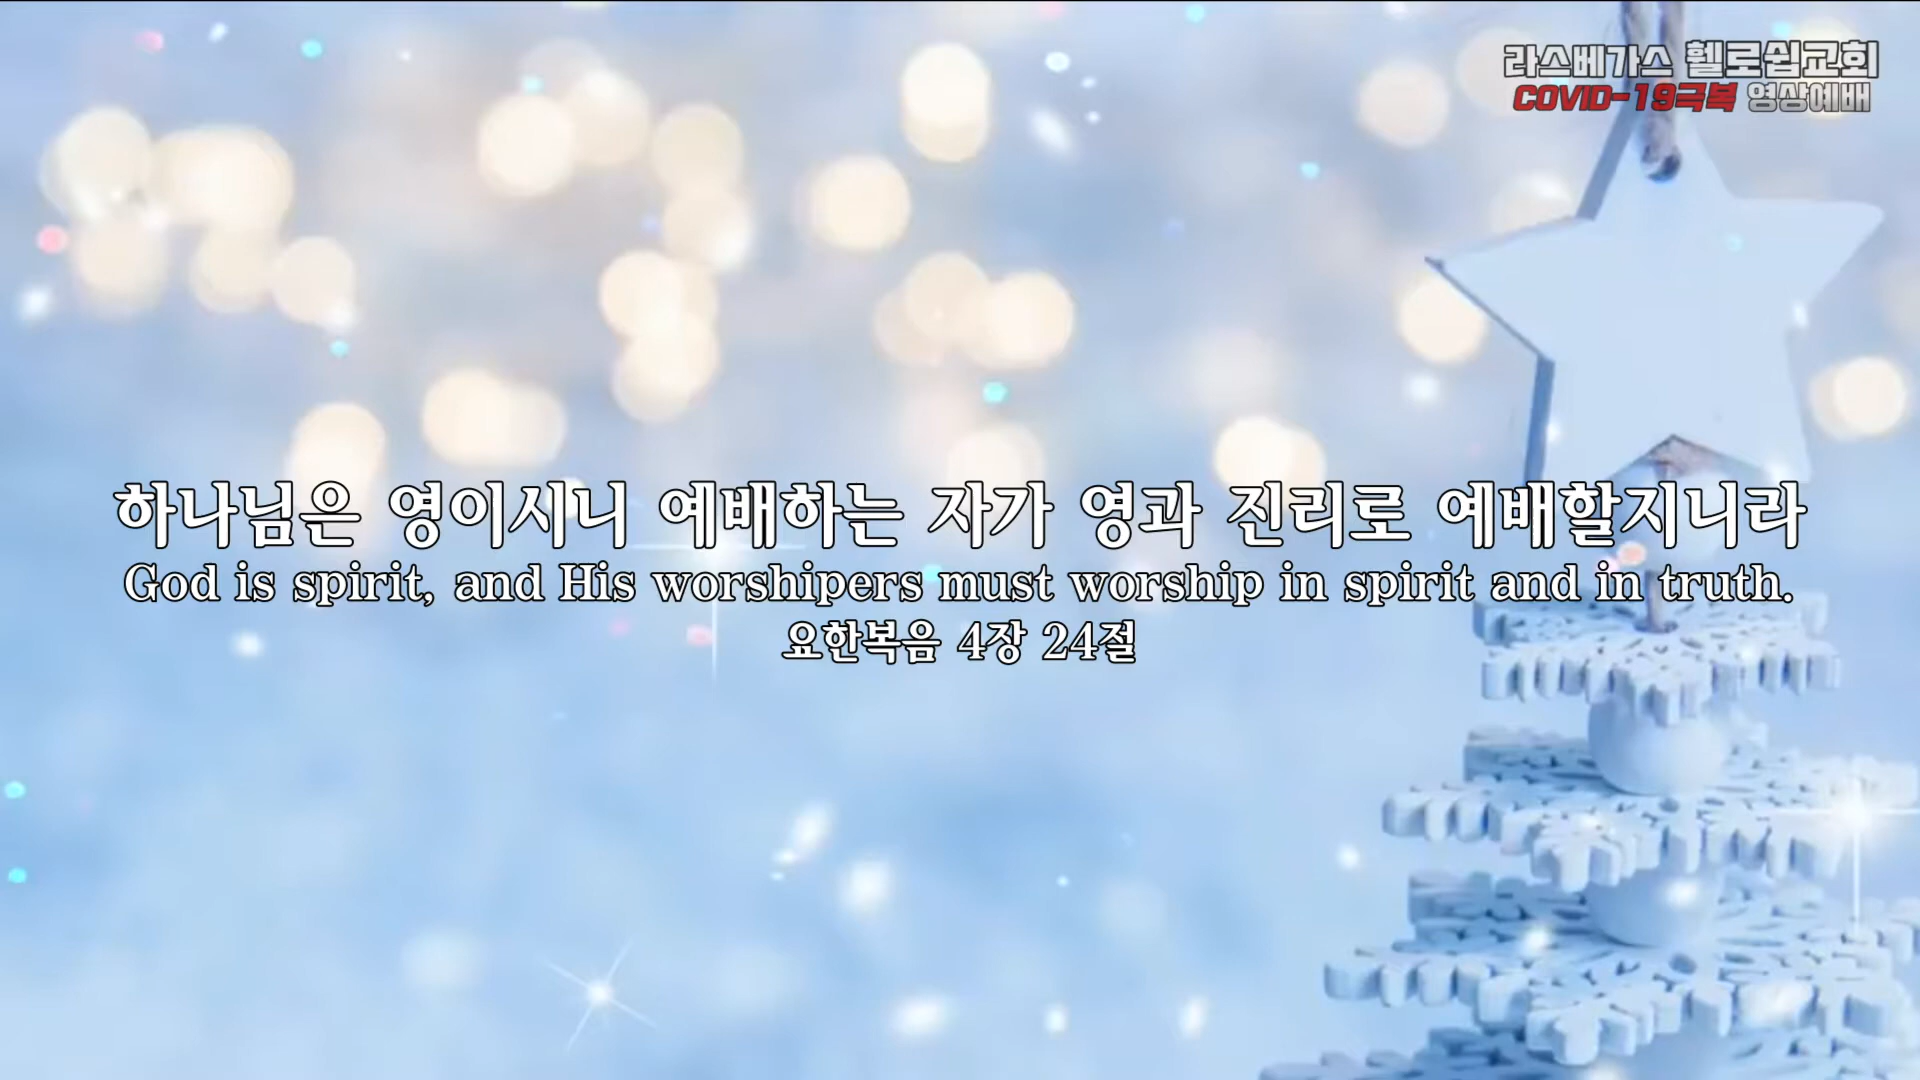 라스베가스 휄로쉽교회
COVID-19극복 영상예배
하나님은 영이시니 예배하는 자가 영과 진리로 예배할지니라
God is spirit, and His worshipers must worship in spirit and in truth.
요한복음 4장 24절